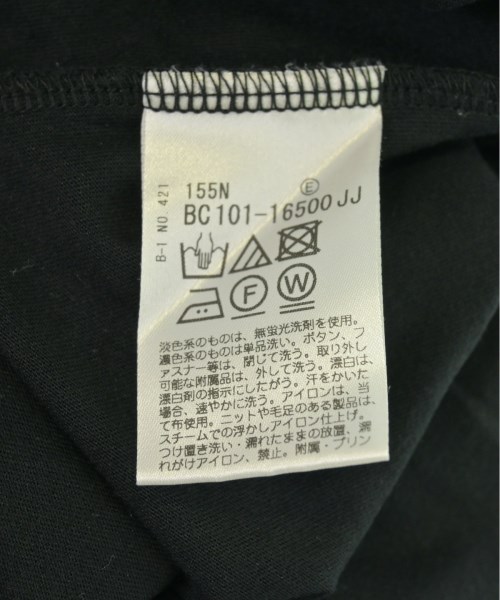 B-I NO. 421
155N
Ⓔ
BC101-16500 JJ
F
W
淡色系のものは、無蛍光洗剤を使用。
濃色系のものは単品洗い。ボタン、フ
ァスナー等は、閉じて洗う。取り外し
可能な附属品は、外して洗う。漂白は、
漂白剤の指示にしたがう。汗をかいた
場合、速やかに洗う。アイロンは、当
て布使用。ニットや毛足のある製品は、
スチームでの浮かしアイロン仕上げ。
つけ置き洗い・濡れたままの放置、濡
れがけアイロン、禁止。附属・プリン